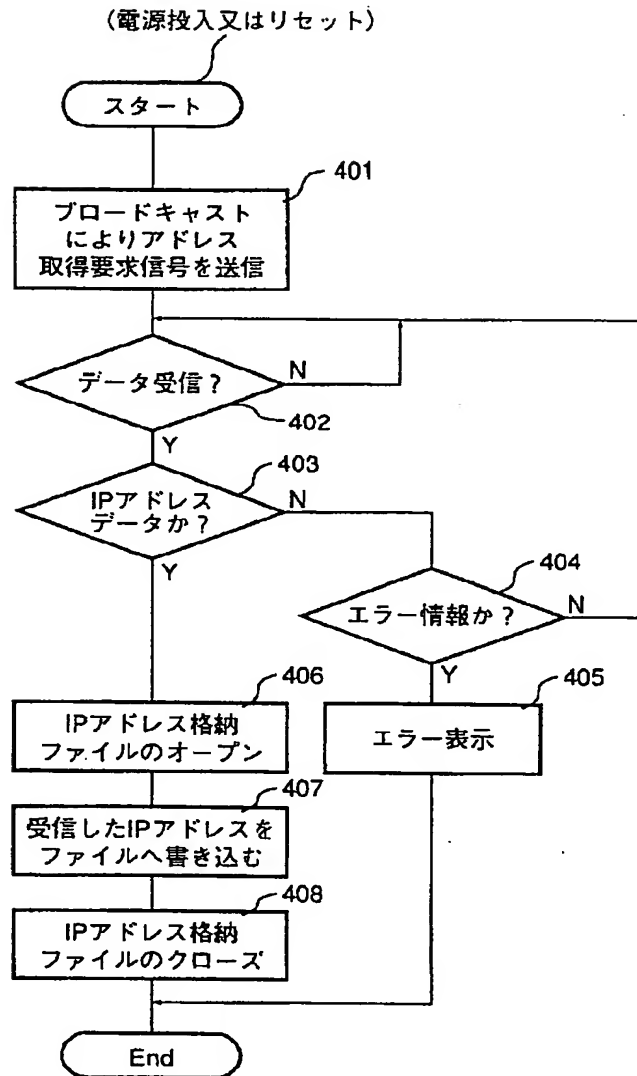 (電源投入又はリセット)
スタート
401
ブロードキャスト
によりアドレス
取得要求信号を送信
データ受信?
N
402
Y
403
IPアドレス
データか?
N
Y
404
エラー情報か?
N
Y
405
エラー表示
406
IPアドレス格納
ファイルのオープン
407
受信したIPアドレスを
ファイルへ書き込む
408
IPアドレス格納
ファイルのクローズ
End